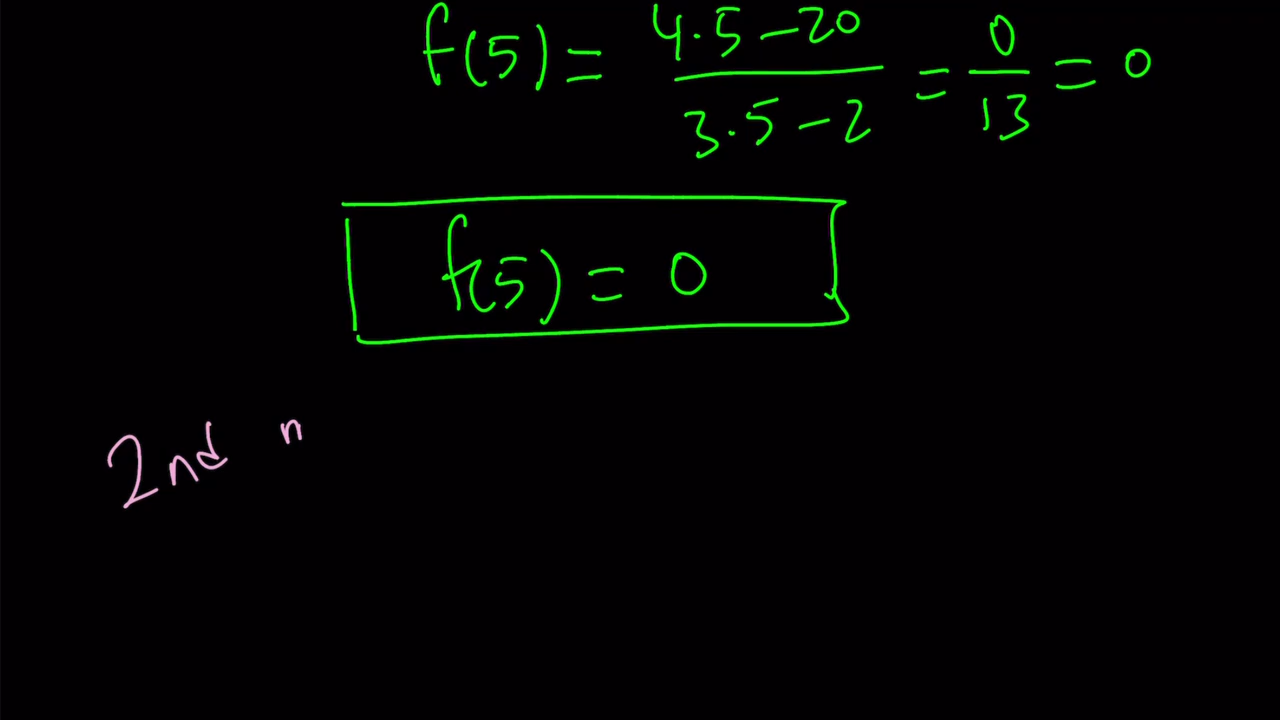 f(5) = 4·5−20 / 3·5−2 = 0/13 = 0
f(5) = 0
2nd m